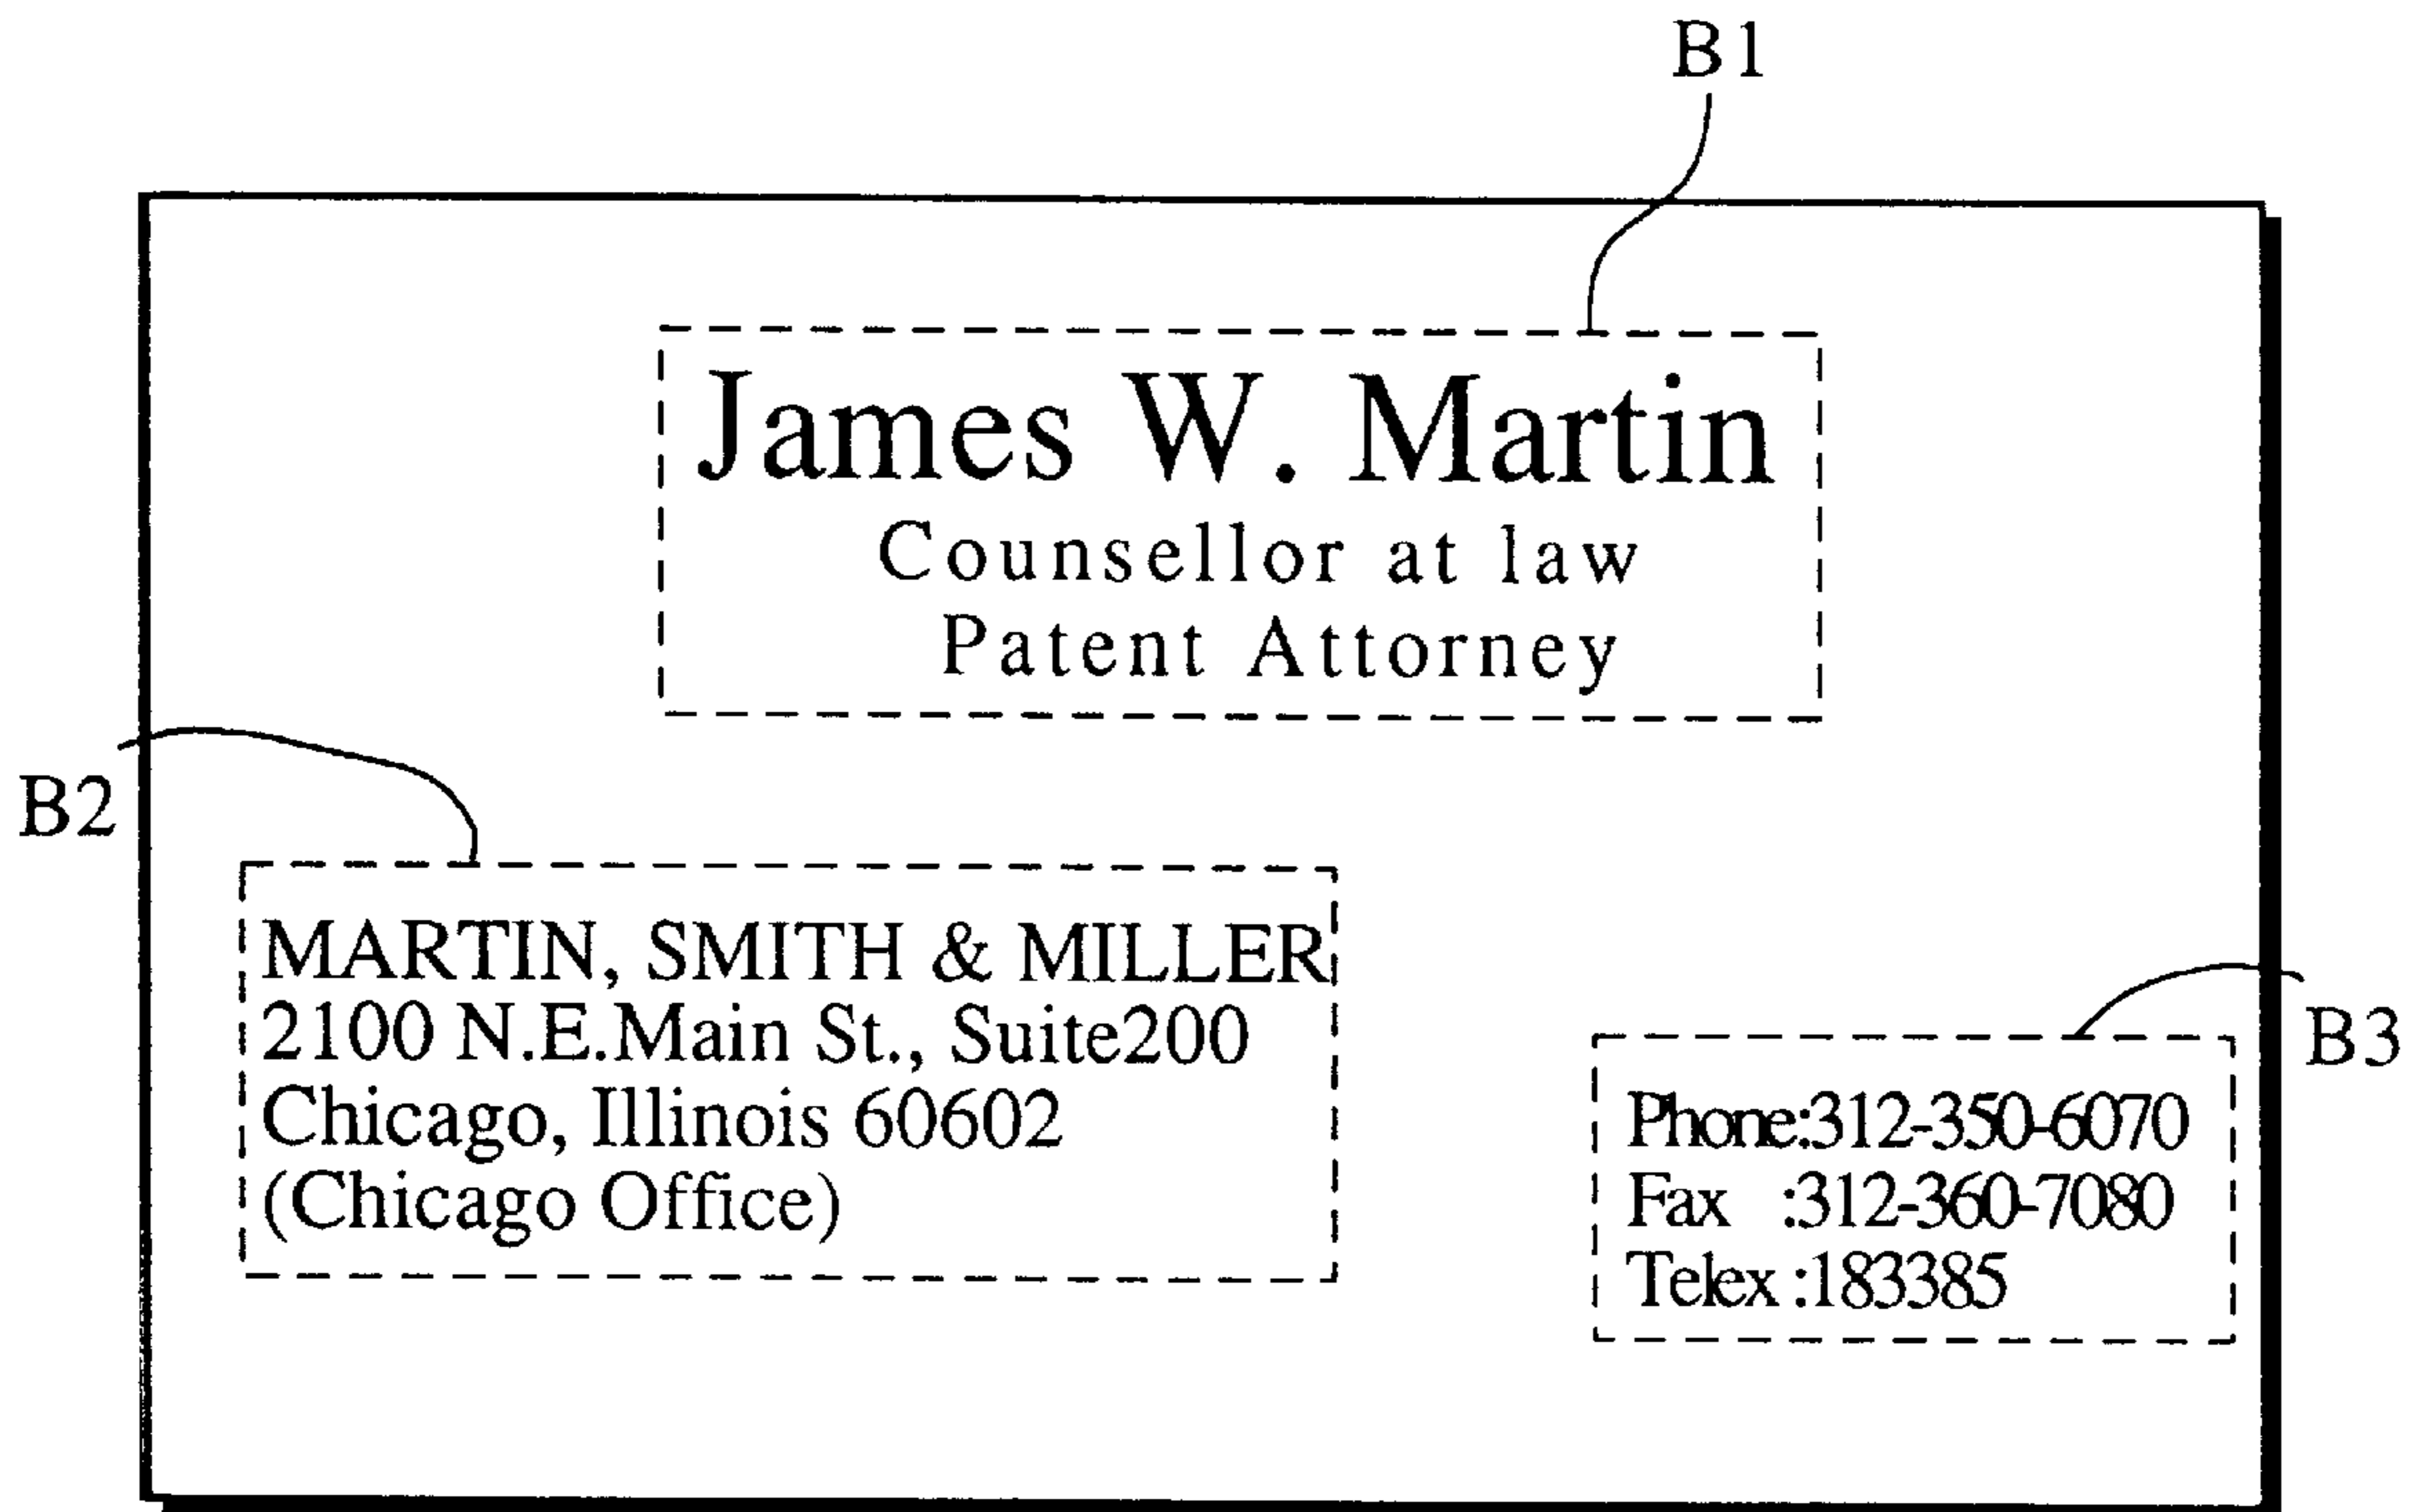 B1
James W. Martin
Counsellor at law
Patent Attorney
B2
MARTIN, SMITH & MILLER
2100 N.E.Main St., Suite200
Chicago, Illinois 60602
(Chicago Office)
B3
Phone:312-350-6070
Fax :312-360-7080
Telex :183385